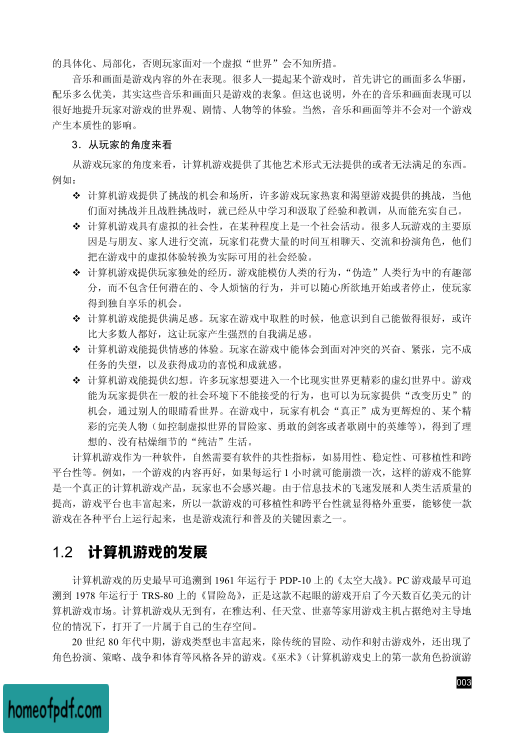 的具体化、局部化，否则玩家面对一个虚拟“世界”会不知所措。
音乐和画面是游戏内容的外在表现。很多人一提起某个游戏时，首先讲它的画面多么华丽，
配乐多么优美，其实这些音乐和画面只是游戏的表象。但这也说明，外在的音乐和画面表现可以
很好地提升玩家对游戏的世界观、剧情、人物等的体验。当然，音乐和画面等并不会对一个游戏
产生本质性的影响。
3．从玩家的角度来看
从游戏玩家的角度来看，计算机游戏提供了其他艺术形式无法提供的或者无法满足的东西。
例如：
❖ 计算机游戏提供了挑战的机会和场所，许多游戏玩家热衷和渴望游戏提供的挑战，当他
们面对挑战并且战胜挑战时，就已经从中学习和汲取了经验和教训，从而能充实自己。
❖ 计算机游戏具有虚拟的社会性，在某种程度上是一个社会活动。很多人玩游戏的主要原
因是与朋友、家人进行交流，玩家们花费大量的时间互相聊天、交流和扮演角色，他们
把在游戏中的虚拟体验转换为实际可用的社会经验。
❖ 计算机游戏提供玩家独处的经历。游戏能模仿人类的行为，“伪造”人类行为中的有趣部
分，而不包含任何潜在的、令人烦恼的行为，并可以随心所欲地开始或者停止，使玩家
得到独自享乐的机会。
❖ 计算机游戏能提供满足感。玩家在游戏中取胜的时候，他意识到自己能做得很好，或许
比大多数人都好，这让玩家产生强烈的自我满足感。
❖ 计算机游戏能提供情感的体验。玩家在游戏中能体会到面对冲突的兴奋、紧张，完不成
任务的失望，以及获得成功的喜悦和成就感。
❖ 计算机游戏能提供幻想。许多玩家想要进入一个比现实世界更精彩的虚幻世界中。游戏
能为玩家提供在一般的社会环境下不能接受的行为，也可以为玩家提供“改变历史”的
机会，通过别人的眼睛看世界。在游戏中，玩家有机会“真正”成为更辉煌的、某个精
彩的完美人物（如控制虚拟世界的冒险家、勇敢的剑客或者歌剧中的英雄等），得到了理
想的、没有枯燥细节的“纯洁”生活。
计算机游戏作为一种软件，自然需要有软件的共性指标，如易用性、稳定性、可移植性和跨
平台性等。例如，一个游戏的内容再好，如果每运行 1 小时就可能崩溃一次，这样的游戏不能算
是一个真正的计算机游戏产品，玩家也不会感兴趣。由于信息技术的飞速发展和人类生活质量的
提高，游戏平台也丰富起来，所以一款游戏的可移植性和跨平台性就显得格外重要，能够使一款
游戏在各种平台上运行起来，也是游戏流行和普及的关键因素之一。
1.2 计算机游戏的发展
计算机游戏的历史最早可追溯到 1961 年运行于 PDP-10 上的《太空大战》。PC 游戏最早可追
溯到 1978 年运行于 TRS-80 上的《冒险岛》，正是这款不起眼的游戏开启了今天数百亿美元的计
算机游戏市场。计算机游戏从无到有，在雅达利、任天堂、世嘉等家用游戏主机占据绝对主导地
位的情况下，打开了一片属于自己的生存空间。
20 世纪 80 年代中期，游戏类型也丰富起来，除传统的冒险、动作和射击游戏外，还出现了
角色扮演、策略、战争和体育等风格各异的游戏。《巫术》（计算机游戏史上的第一款角色扮演游
003
homeofpdf.com